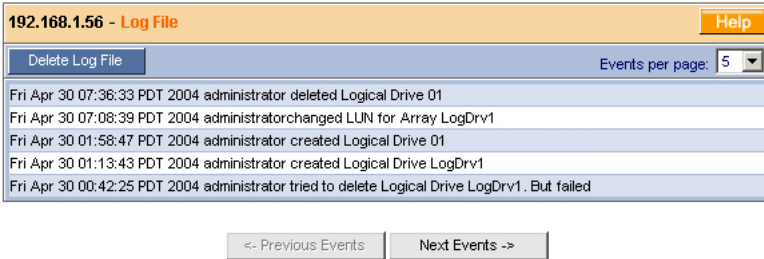 192.168.1.56 - Log File Help
Delete Log File Events per page: 5
Fri Apr 30 07:36:33 PDT 2004 administrator deleted Logical Drive 01
Fri Apr 30 07:08:39 PDT 2004 administratorchanged LUN for Array LogDrv1
Fri Apr 30 01:58:47 PDT 2004 administrator created Logical Drive 01
Fri Apr 30 01:13:43 PDT 2004 administrator created Logical Drive LogDrv1
Fri Apr 30 00:42:25 PDT 2004 administrator tried to delete Logical Drive LogDrv1. But failed
<- Previous Events Next Events ->